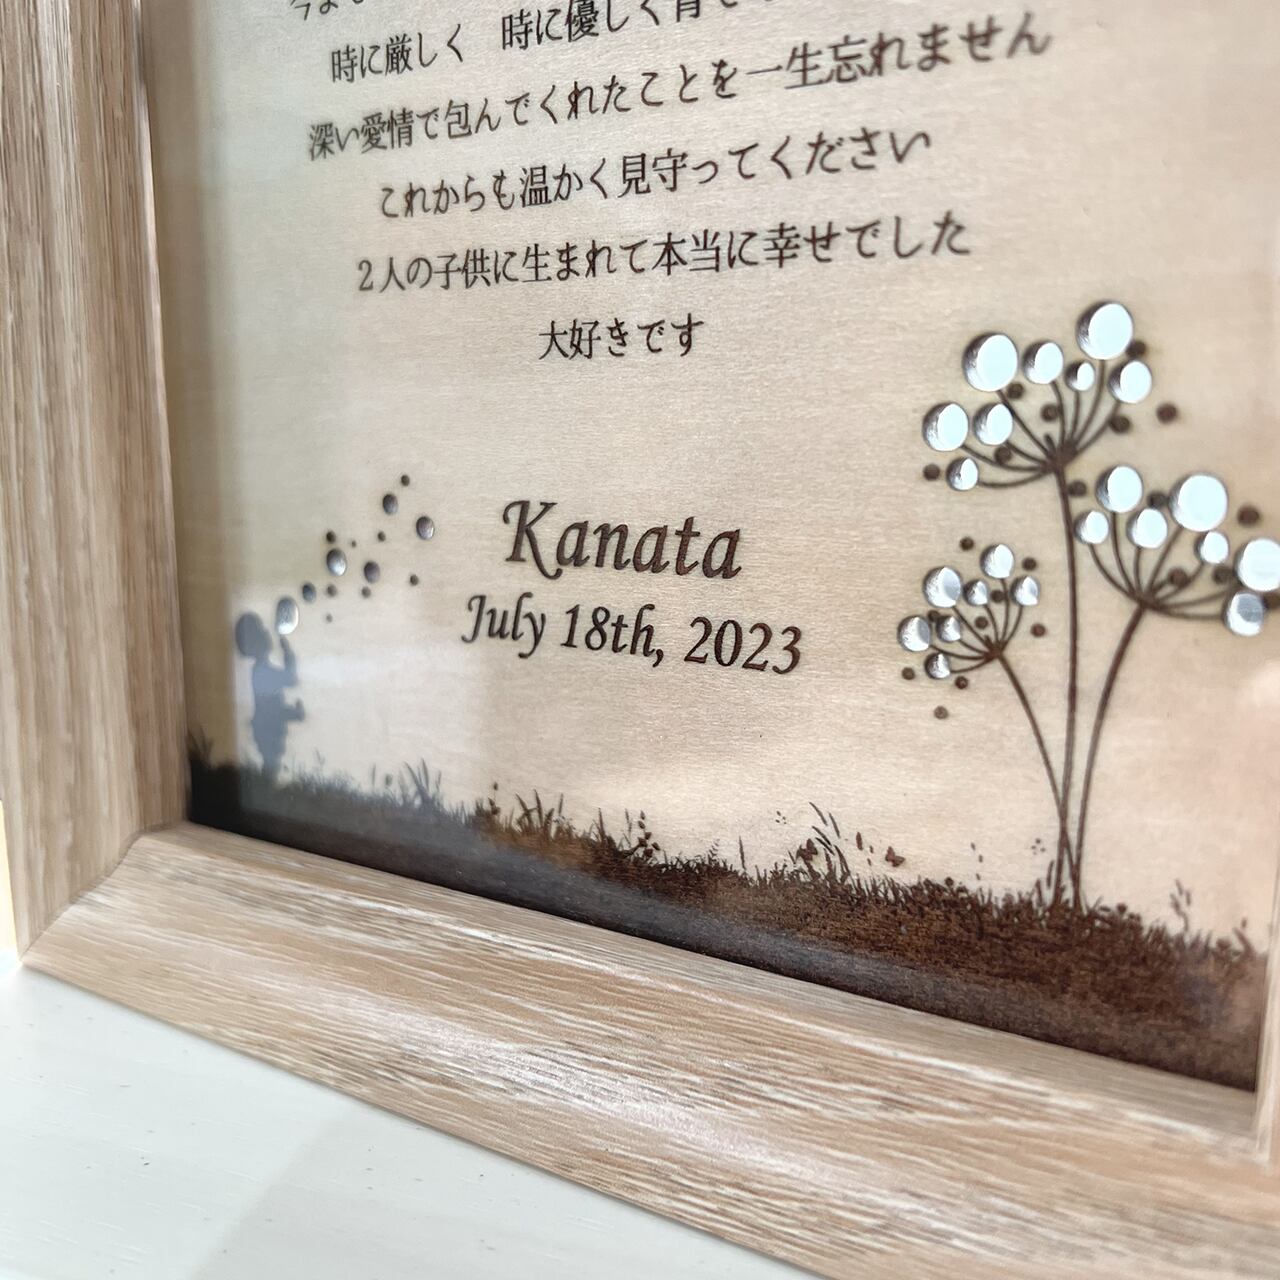 時に厳しく 時に優しく育て
深い愛情で包んでくれたことを一生忘れません
これからも温かく見守ってください
2人の子供に生まれて本当に幸せでした
大好きです
Kanata
July 18th, 2023